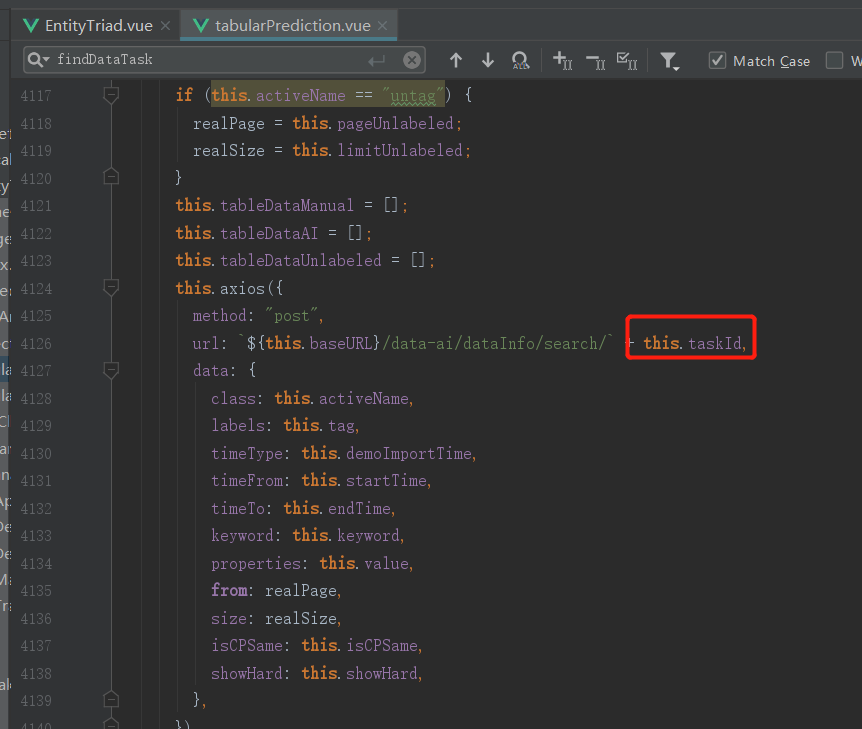 EntityTriad.vue tabularPrediction.vue
findDataTask Match Case W
4117 if (this.activeName == "untag") {
4118 realPage = this.pageUnlabeled;
4119 realSize = this.limitUnlabeled;
4120 }
4121 this.tableDataManual = [];
4122 this.tableDataAI = [];
4123 this.tableDataUnlabeled = [];
4124 this.axios({
4125 method: "post",
4126 url: `${this.baseURL}/data-ai/dataInfo/search/` + this.taskId,
4127 data: {
4128 class: this.activeName,
4129 labels: this.tag,
4130 timeType: this.demoImportTime,
4131 timeFrom: this.startTime,
4132 timeTo: this.endTime,
4133 keyword: this.keyword,
4134 properties: this.value,
4135 from: realPage,
4136 size: realSize,
4137 isCPSame: this.isCPSame,
4138 showHard: this.showHard,
4139 },
4140 })